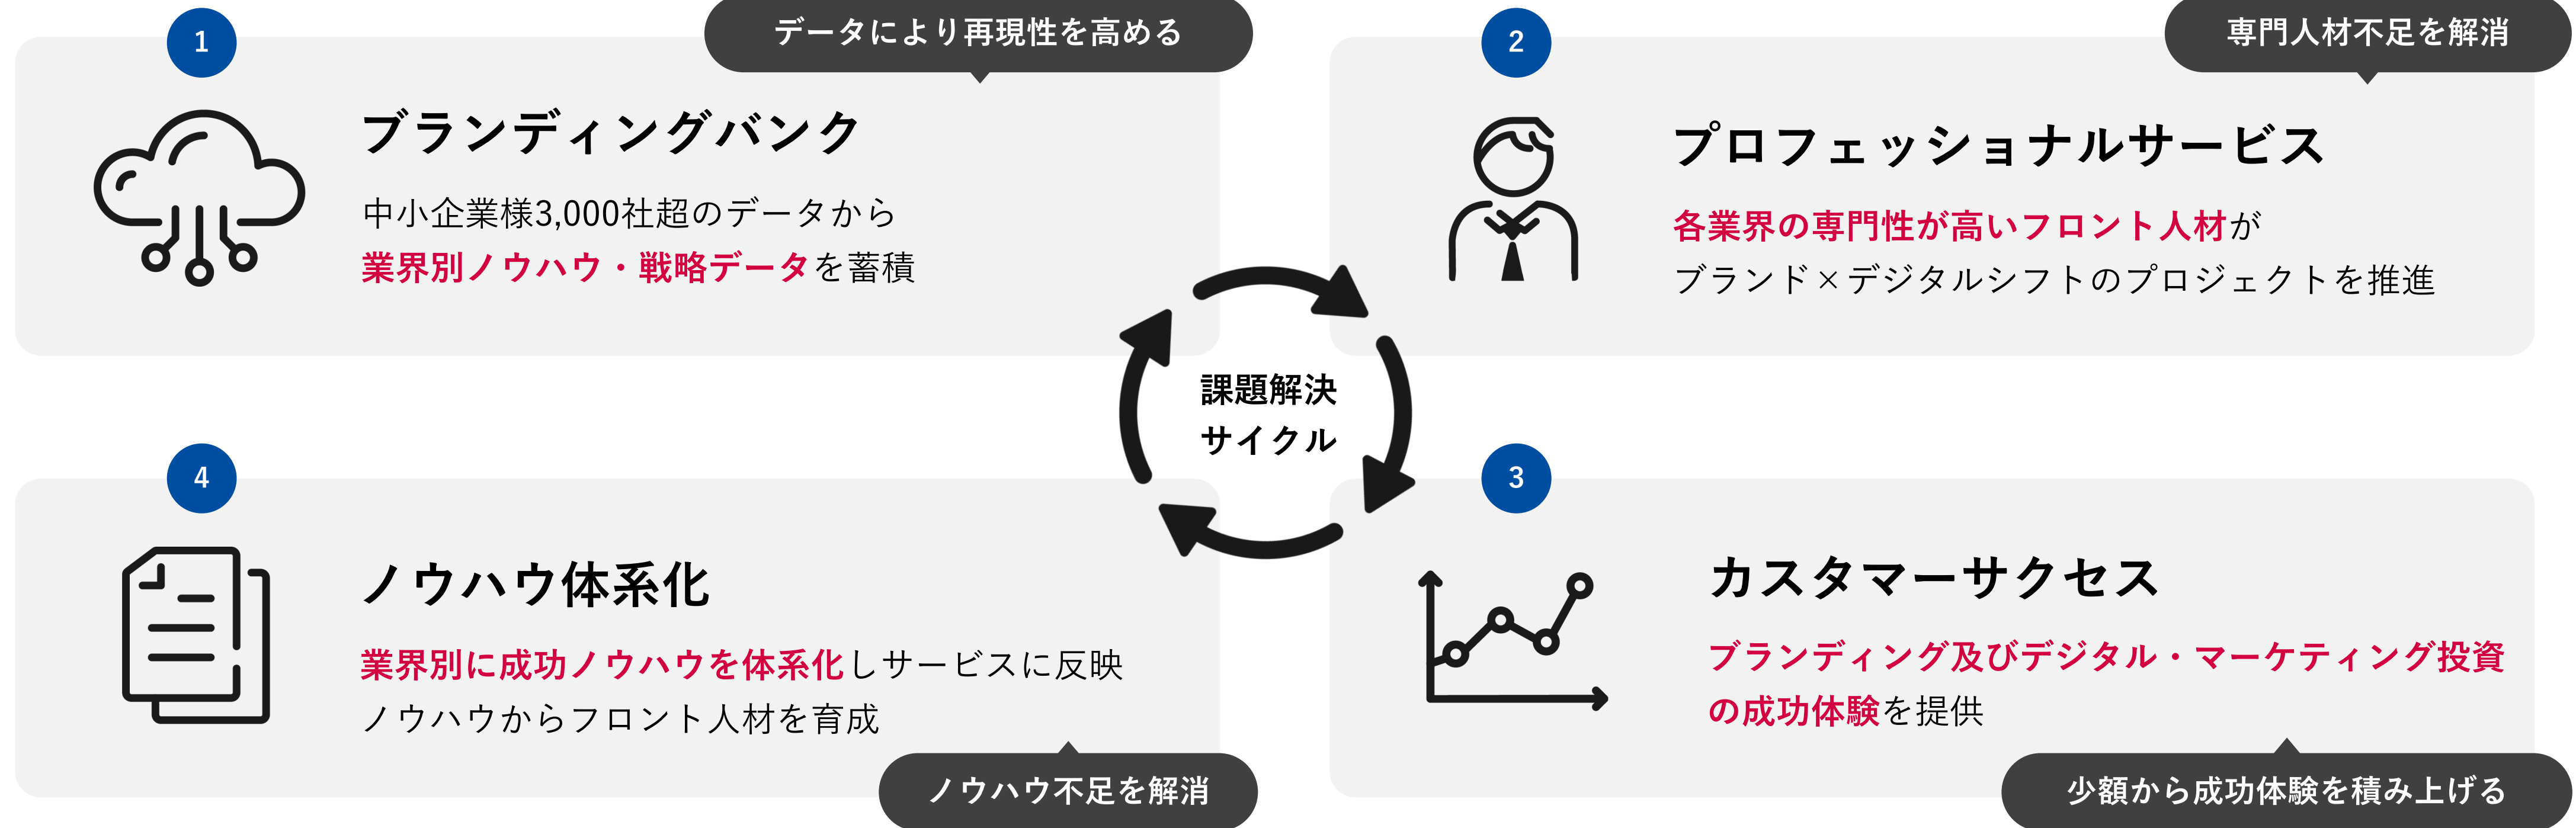 1
データにより再現性を高める
ブランディングバンク
中小企業様3,000社超のデータから
業界別ノウハウ・戦略データを蓄積
2
専門人材不足を解消
プロフェッショナルサービス
各業界の専門性が高いフロント人材が
ブランド×デジタルシフトのプロジェクトを推進
課題解決
サイクル
3
カスタマーサクセス
ブランディング及びデジタル・マーケティング投資
の成功体験を提供
少額から成功体験を積み上げる
4
ノウハウ体系化
業界別に成功ノウハウを体系化しサービスに反映
ノウハウからフロント人材を育成
ノウハウ不足を解消